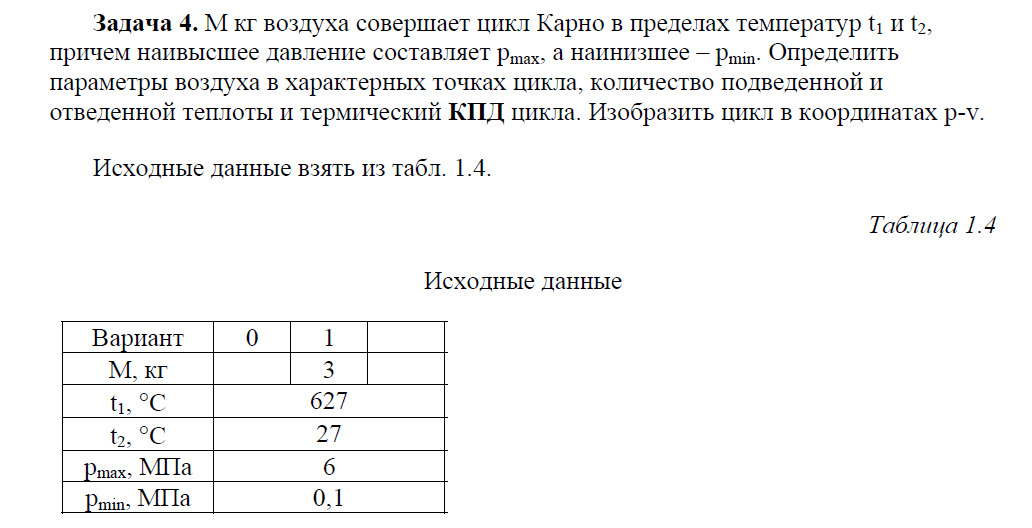 Задача 4. М кг воздуха совершает цикл Карно в пределах температур t₁ и t₂,
причем наивысшее давление составляет pmax, а наинизшее – pmin. Определить
параметры воздуха в характерных точках цикла, количество подведенной и
отведенной теплоты и термический КПД цикла. Изобразить цикл в координатах p-v.
Исходные данные взять из табл. 1.4.
Таблица 1.4
Исходные данные
Вариант 0 1
М, кг 3
t₁, °С 627
t₂, °С 27
pmax, МПа 6
pmin, МПа 0,1